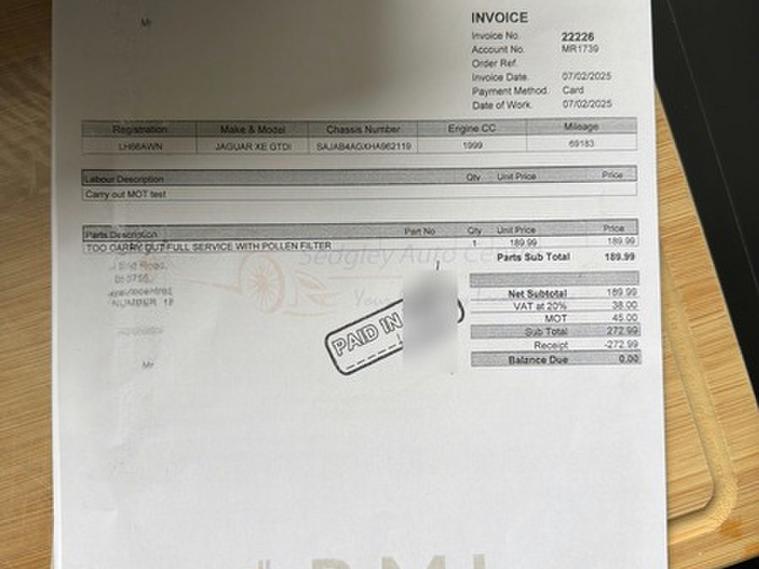 Mr
INVOICE
Invoice No. 22226
Account No. MR1739
Order Ref.
Invoice Date. 07/02/2025
Payment Method. Card
Date of Work. 07/02/2025
Registration Make & Model Chassis Number Engine CC Mileage
LH66AWN JAGUAR XE GTDI SAJAB4AGXHA962119 1999 69183
Labour Description Qty Unit Price Price
Carry out MOT test
Parts Description Part No Qty Unit Price Price
TOO CARRY OUT FULL SERVICE WITH POLLEN FILTER 1 189.99 189.99
Sedgley Auto
Parts Sub Total 189.99
Road,
NUMBER
You
PAID IN
Net Subtotal 189.99
VAT at 20% 38.00
MOT 45.00
Sub Total 272.99
Receipt -272.99
Balance Due 0.00
Mr